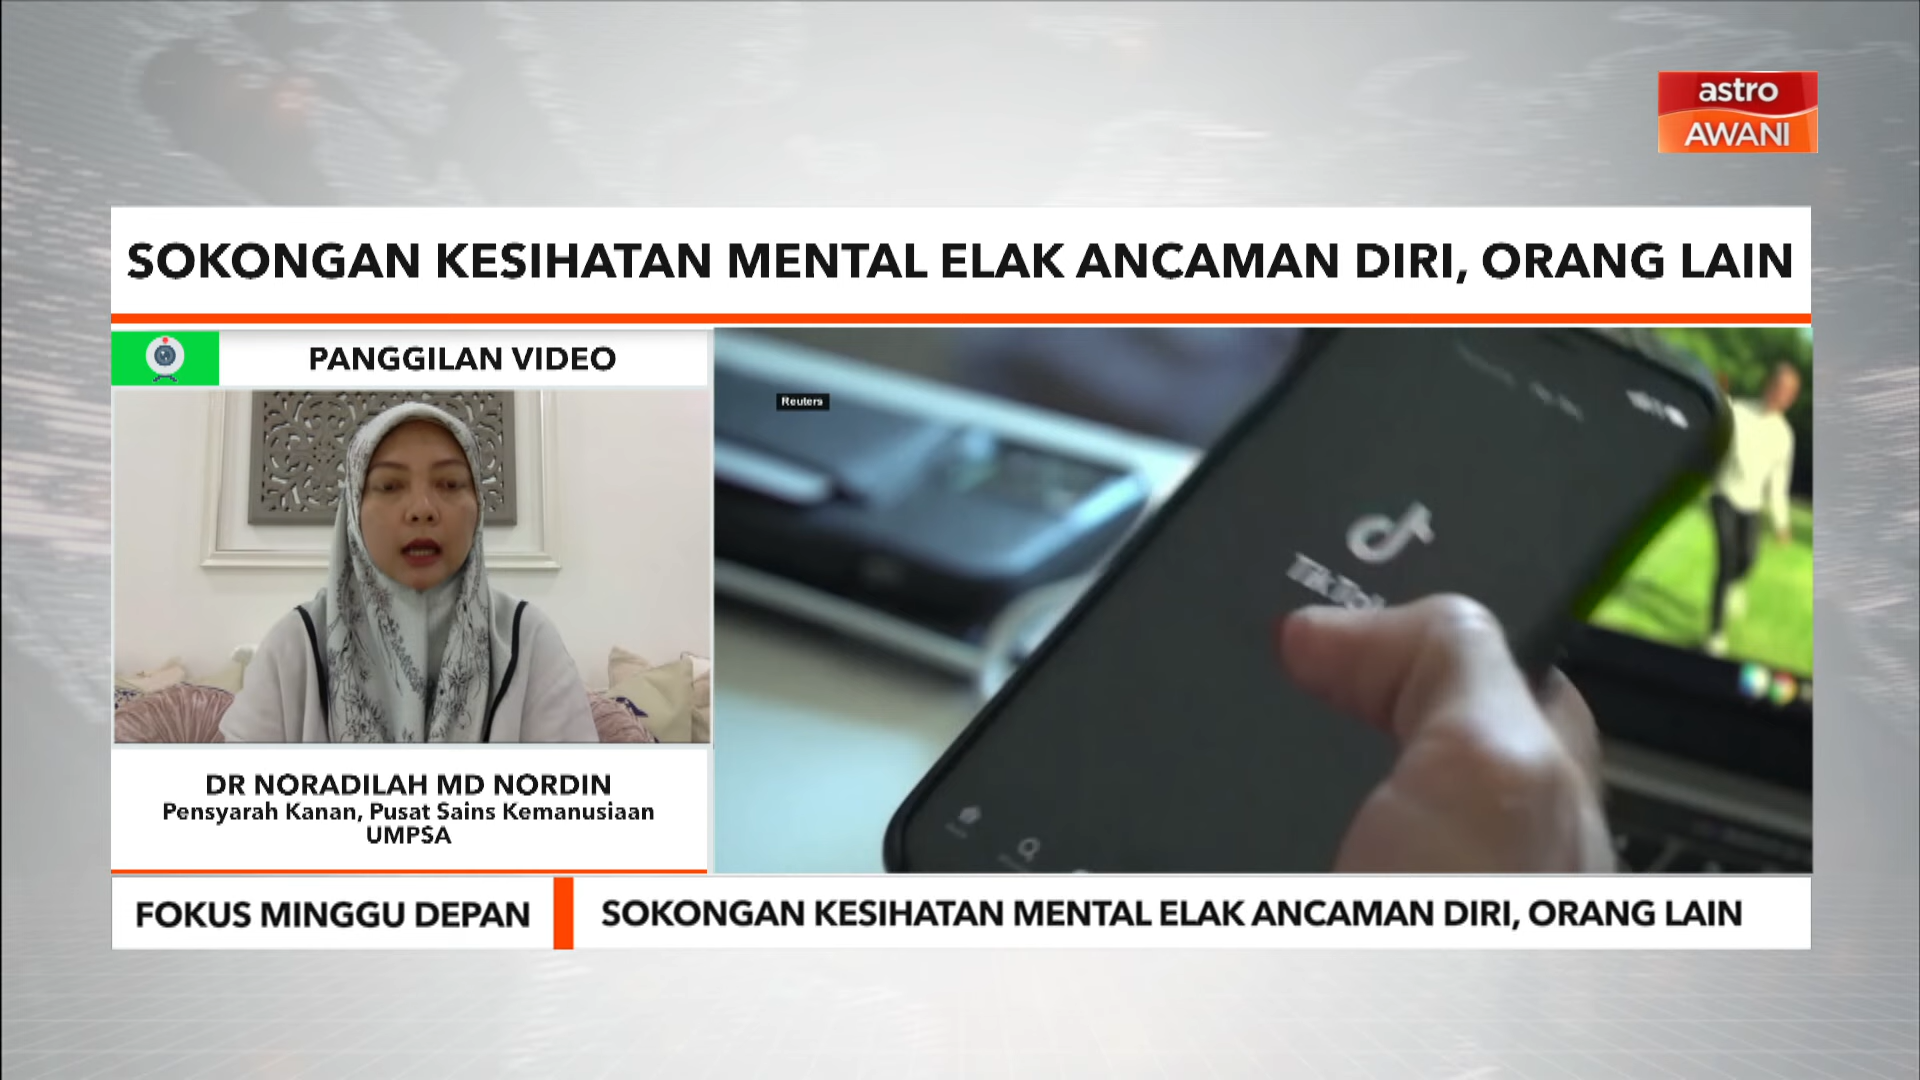 astro
AWANI
SOKONGAN KESIHATAN MENTAL ELAK ANCAMAN DIRI, ORANG LAIN
PANGGILAN VIDEO
Reuters
TikTok
DR NORADILAH MD NORDIN
Pensyarah Kanan, Pusat Sains Kemanusiaan
UMPSA
FOKUS MINGGU DEPAN
SOKONGAN KESIHATAN MENTAL ELAK ANCAMAN DIRI, ORANG LAIN